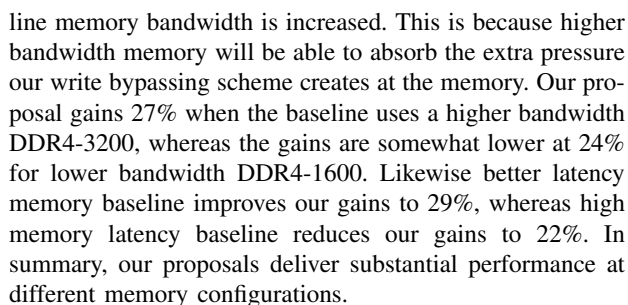 line memory bandwidth is increased. This is because higher
bandwidth memory will be able to absorb the extra pressure
our write bypassing scheme creates at the memory. Our pro-
posal gains 27% when the baseline uses a higher bandwidth
DDR4-3200, whereas the gains are somewhat lower at 24%
for lower bandwidth DDR4-1600. Likewise better latency
memory baseline improves our gains to 29%, whereas high
memory latency baseline reduces our gains to 22%. In
summary, our proposals deliver substantial performance at
different memory configurations.